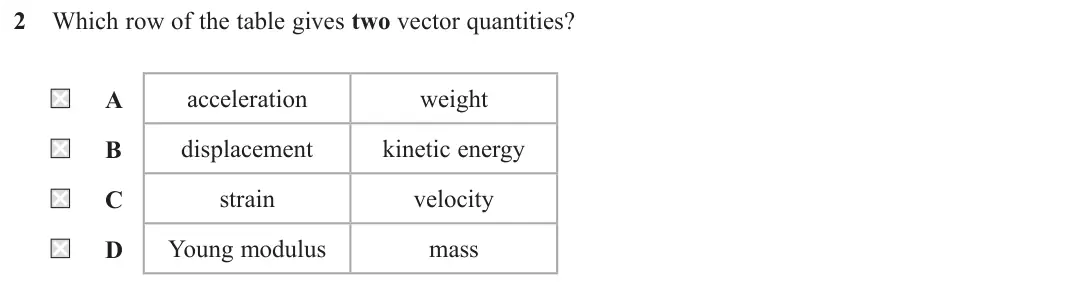 2 Which row of the table gives two vector quantities?
A acceleration weight
B displacement kinetic energy
C strain velocity
D Young modulus mass